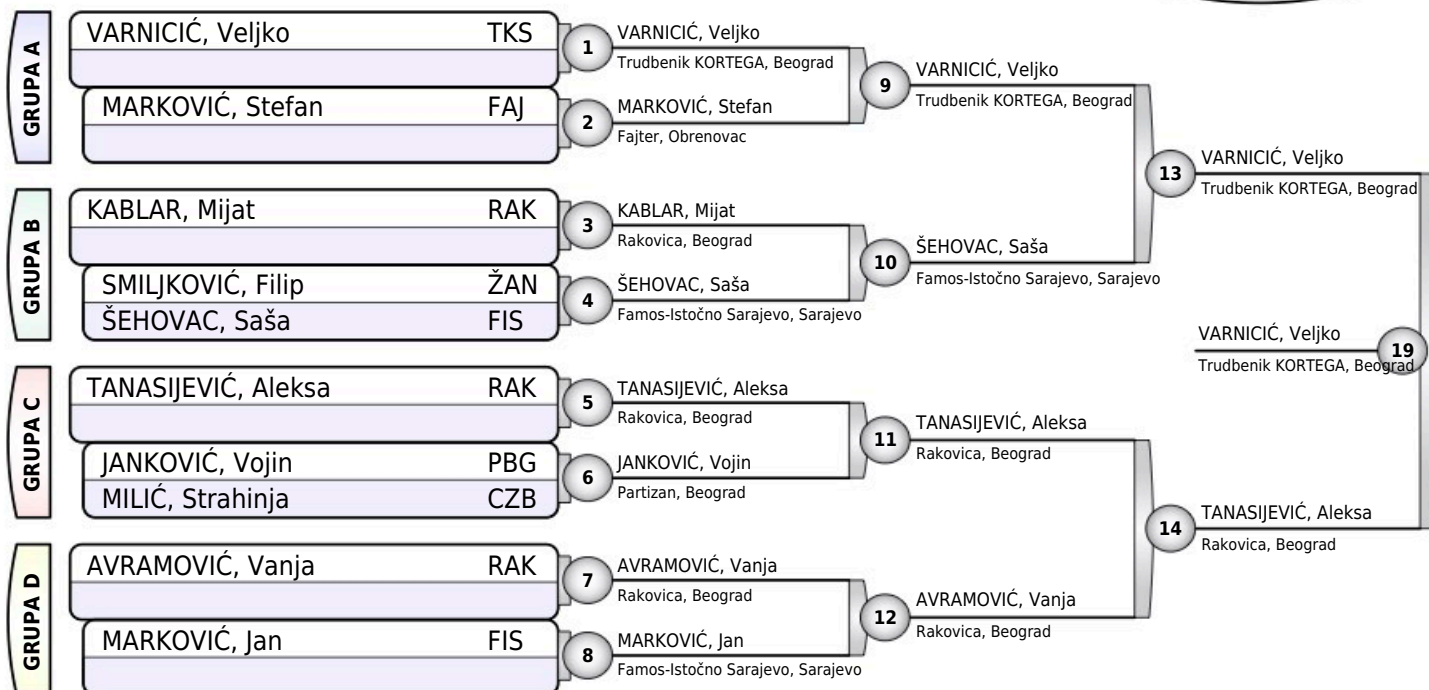 GRUPA A
VARNICIĆ, Veljko TKS
MARKOVIĆ, Stefan FAJ
GRUPA B
KABLAR, Mijat RAK
SMILJKOVIĆ, Filip ŽAN
ŠEHOVAC, Saša FIS
GRUPA C
TANASIJEVIĆ, Aleksa RAK
JANKOVIĆ, Vojin PBG
MILIĆ, Strahinja CZB
GRUPA D
AVRAMOVIĆ, Vanja RAK
MARKOVIĆ, Jan FIS
1
VARNICIĆ, Veljko
Trudbenik KORTEGA, Beograd
2
MARKOVIĆ, Stefan
Fajter, Obrenovac
3
KABLAR, Mijat
Rakovica, Beograd
4
ŠEHOVAC, Saša
Famos-Istočno Sarajevo, Sarajevo
5
TANASIJEVIĆ, Aleksa
Rakovica, Beograd
6
JANKOVIĆ, Vojin
Partizan, Beograd
7
AVRAMOVIĆ, Vanja
Rakovica, Beograd
8
MARKOVIĆ, Jan
Famos-Istočno Sarajevo, Sarajevo
9
VARNICIĆ, Veljko
Trudbenik KORTEGA, Beograd
10
ŠEHOVAC, Saša
Famos-Istočno Sarajevo, Sarajevo
11
TANASIJEVIĆ, Aleksa
Rakovica, Beograd
12
AVRAMOVIĆ, Vanja
Rakovica, Beograd
13
VARNICIĆ, Veljko
Trudbenik KORTEGA, Beograd
14
TANASIJEVIĆ, Aleksa
Rakovica, Beograd
VARNICIĆ, Veljko
19
Trudbenik KORTEGA, Beograd